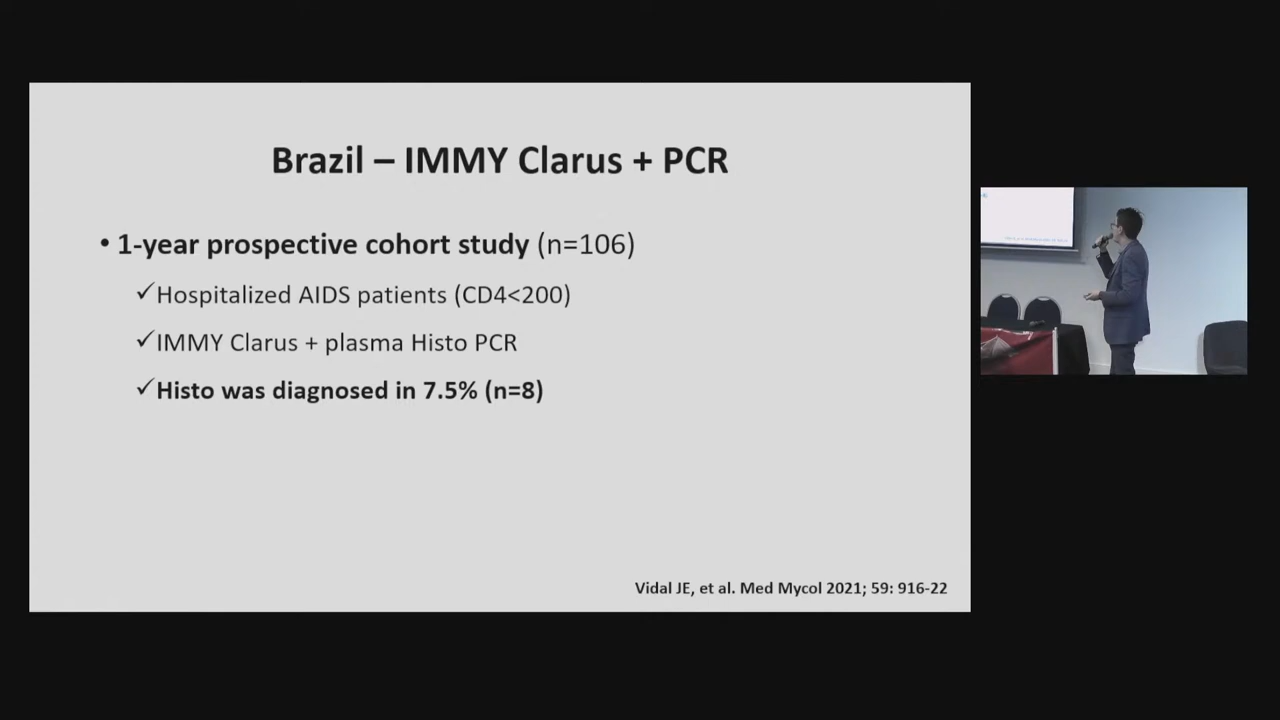 Brazil – IMMY Clarus + PCR
• 1-year prospective cohort study (n=106)
✓Hospitalized AIDS patients (CD4<200)
✓IMMY Clarus + plasma Histo PCR
✓Histo was diagnosed in 7.5% (n=8)
Vidal JE, et al. Med Mycol 2021; 59: 916-22